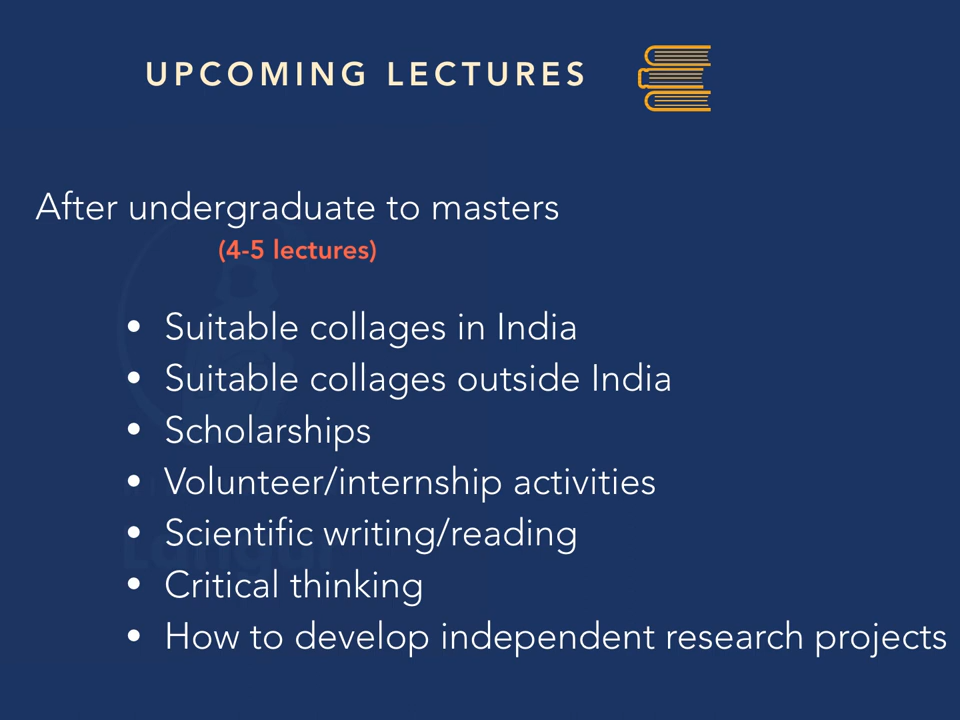 UPCOMING LECTURES
After undergraduate to masters
(4-5 lectures)
• Suitable collages in India
• Suitable collages outside India
• Scholarships
• Volunteer/internship activities
• Scientific writing/reading
• Critical thinking
• How to develop independent research projects